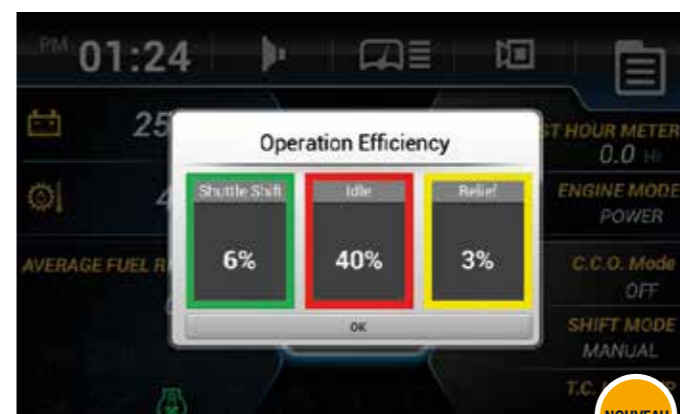 PM 01:24
25
Operation Efficiency
Shuttle Shift
6%
Idle
40%
Relief
3%
OK
HOUR METER
0.0 Hr
ENGINE MODE
POWER
AVERAGE FUEL
C.C.O. Mode
OFF
SHIFT MODE
MANUAL
T.C.
NOUVEAU